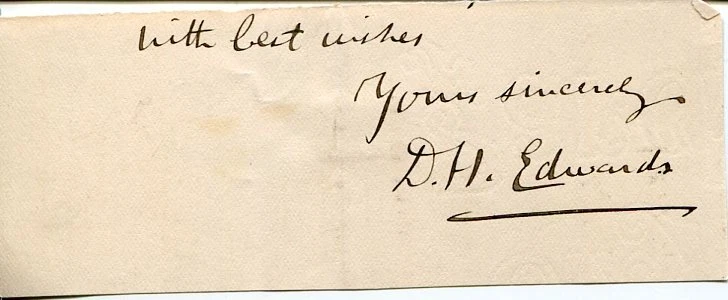 with best wishes
Yours sincerely
D. H. Edwards